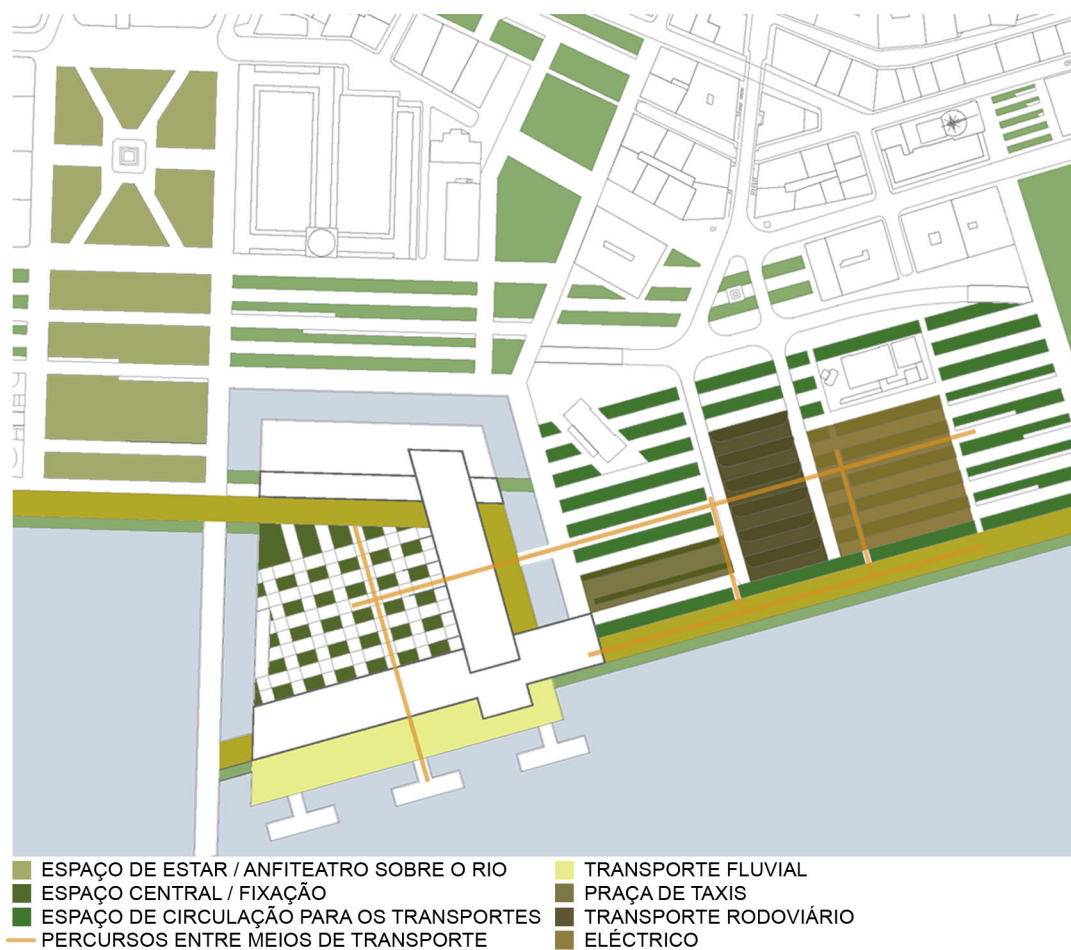 ESPAÇO DE ESTAR / ANFITEATRO SOBRE O RIO
ESPAÇO CENTRAL / FIXAÇÃO
ESPAÇO DE CIRCULAÇÃO PARA OS TRANSPORTES
PERCURSOS ENTRE MEIOS DE TRANSPORTE
TRANSPORTE FLUVIAL
PRAÇA DE TAXIS
TRANSPORTE RODOVIÁRIO
ELÉCTRICO